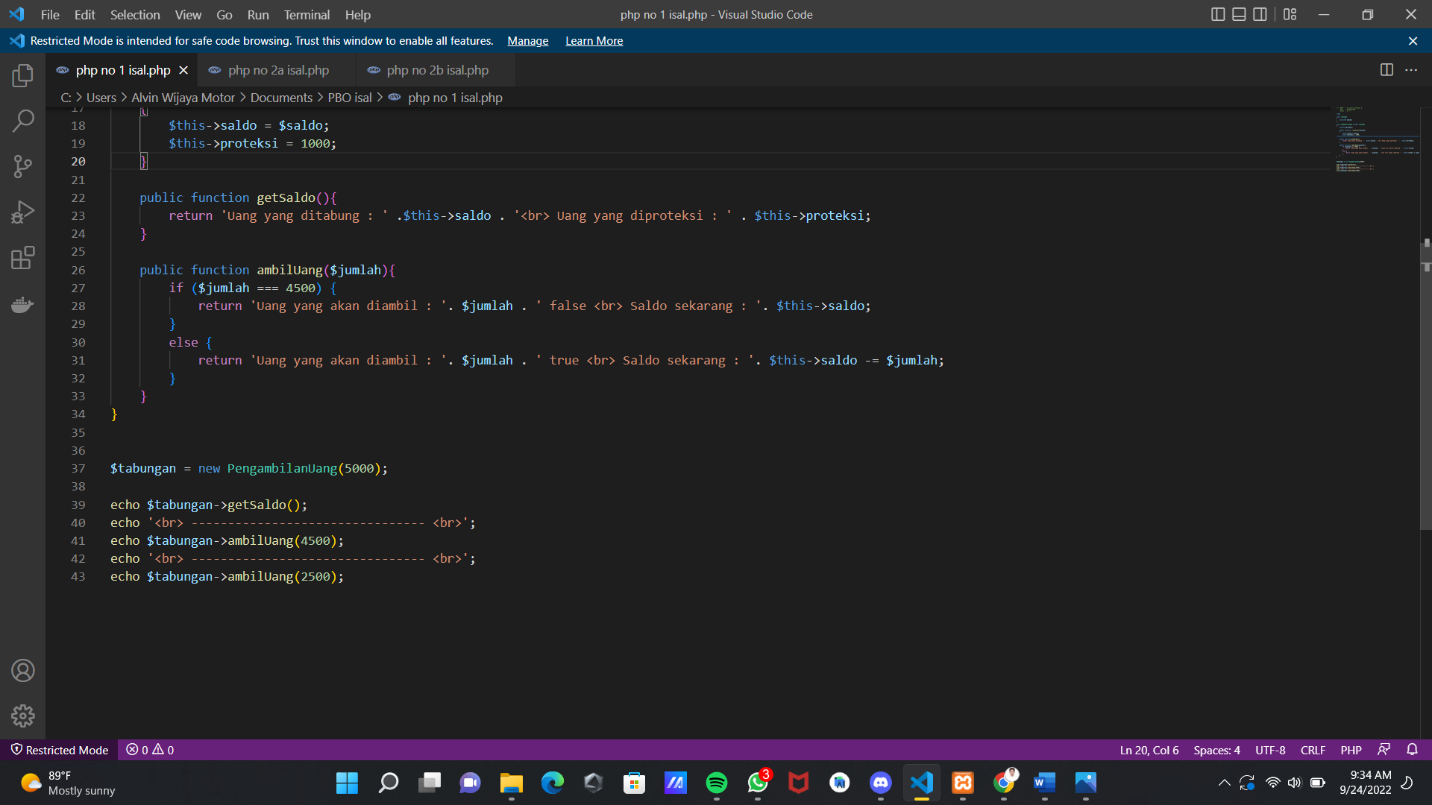 File Edit Selection View Go Run Terminal Help php no 1 isal.php - Visual Studio Code
Restricted Mode is intended for safe code browsing. Trust this window to enable all features. Manage Learn More
php no 1 isal.php php no 2a isal.php php no 2b isal.php
C: > Users > Alvin Wijaya Motor > Documents > PBO isal > php no 1 isal.php
17 {
18 $this->saldo = $saldo;
19 $this->proteksi = 1000;
20 }
21
22 public function getSaldo(){
23 return 'Uang yang ditabung : ' .$this->saldo . '<br> Uang yang diproteksi : ' . $this->proteksi;
24 }
25
26 public function ambilUang($jumlah){
27 if ($jumlah === 4500) {
28 return 'Uang yang akan diambil : '. $jumlah . ' false <br> Saldo sekarang : '. $this->saldo;
29 }
30 else {
31 return 'Uang yang akan diambil : '. $jumlah . ' true <br> Saldo sekarang : '. $this->saldo -= $jumlah;
32 }
33 }
34 }
35
36
37 $tabungan = new PengambilanUang(5000);
38
39 echo $tabungan->getSaldo();
40 echo '<br> -------------------------------- <br>';
41 echo $tabungan->ambilUang(4500);
42 echo '<br> -------------------------------- <br>';
43 echo $tabungan->ambilUang(2500);
Restricted Mode 0 0 Ln 20, Col 6 Spaces: 4 UTF-8 CRLF PHP
89°F
Mostly sunny
3
9:34 AM
9/24/2022